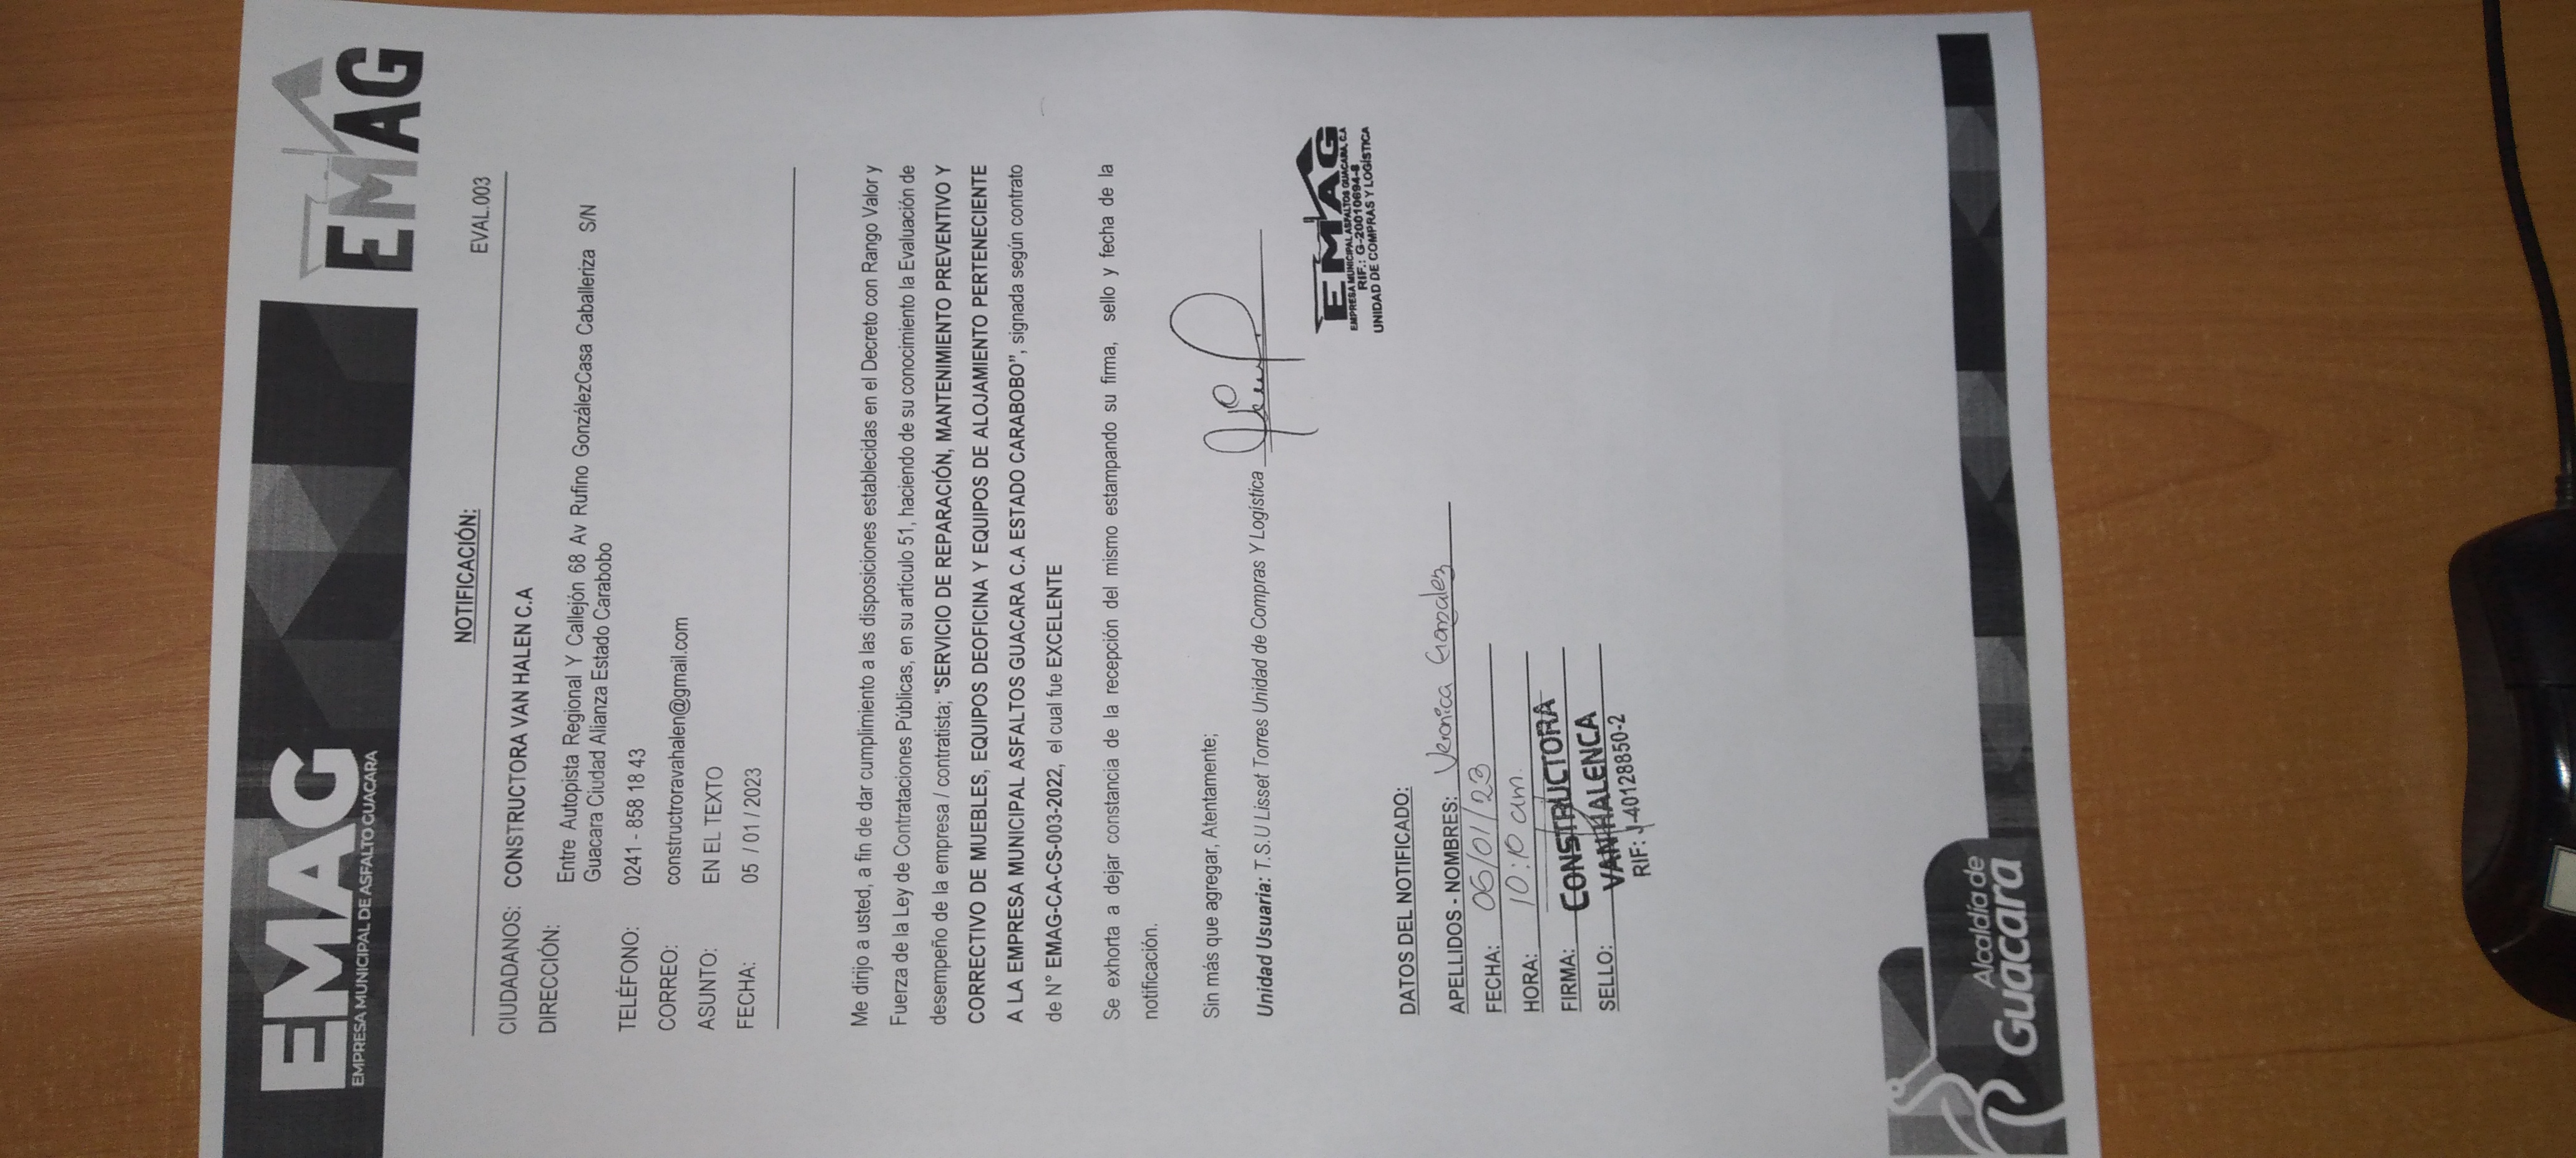 EMAG
EMPRESA MUNICIPAL DE ASFALTO GUACARA
EMAG
NOTIFICACIÓN:
EVAL.003
CIUDADANOS: CONSTRUCTORA VAN HALEN C.A
DIRECCIÓN:
Entre Autopista Regional Y Callejón 68 Av Rufino GonzálezCasa Caballeriza S/N
Guacara Ciudad Alianza Estado Carabobo
TELÉFONO: 0241 - 858 18 43
CORREO: constructroravahalen@gmail.com
ASUNTO: EN EL TEXTO
FECHA: 05 / 01 / 2023
Me dirijo a usted, a fin de dar cumplimiento a las disposiciones establecidas en el Decreto con Rango Valor y
Fuerza de la Ley de Contrataciones Públicas, en su artículo 51, haciendo de su conocimiento la Evaluación de
desempeño de la empresa / contratista; “SERVICIO DE REPARACIÓN, MANTENIMIENTO PREVENTIVO Y
CORRECTIVO DE MUEBLES, EQUIPOS DEOFICINA Y EQUIPOS DE ALOJAMIENTO PERTENECIENTE
A LA EMPRESA MUNICIPAL ASFALTOS GUACARA C.A ESTADO CARABOBO”, signada según contrato
de N° EMAG-CA-CS-003-2022, el cual fue EXCELENTE
Se exhorta a dejar constancia de la recepción del mismo estampando su firma, sello y fecha de la
notificación.
Sin más que agregar, Atentamente;
Unidad Usuaria: T.S.U Lisset Torres Unidad de Compras Y Logística
EMAG
EMPRESA MUNICIPAL ASFALTOS GUACARA, C.A
RIF.: G-20010694-8
UNIDAD DE COMPRAS Y LOGÍSTICA
DATOS DEL NOTIFICADO:
APELLIDOS - NOMBRES: Veronica Gonzalez
FECHA: 05/01/23
HORA: 10:10 am.
FIRMA:
CONSTRUCTORA
SELLO:
VAN HALENCA
RIF: J-40128850-2
Alcaldía de
Guacara